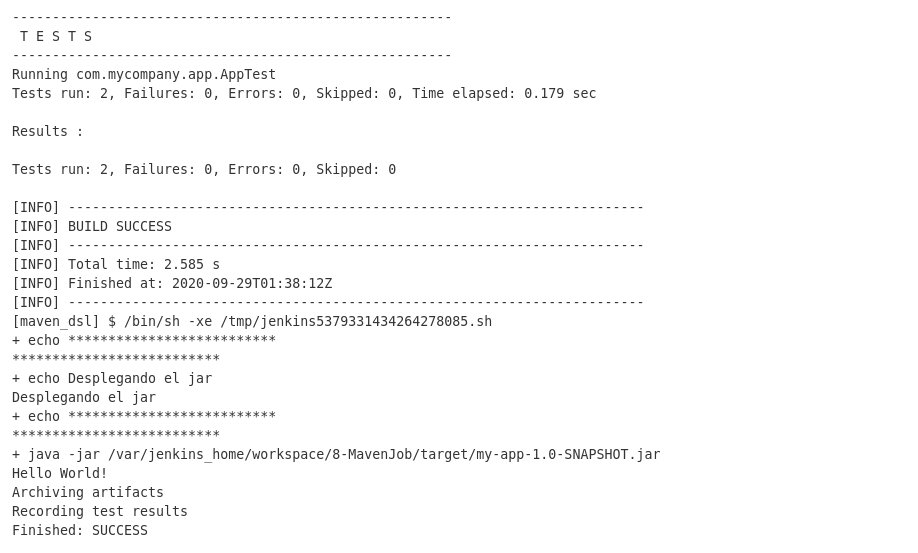 -------------------------------------------------------
 T E S T S
-------------------------------------------------------
Running com.mycompany.app.AppTest
Tests run: 2, Failures: 0, Errors: 0, Skipped: 0, Time elapsed: 0.179 sec

Results :

Tests run: 2, Failures: 0, Errors: 0, Skipped: 0

[INFO] ------------------------------------------------------------------------
[INFO] BUILD SUCCESS
[INFO] ------------------------------------------------------------------------
[INFO] Total time: 2.585 s
[INFO] Finished at: 2020-09-29T01:38:12Z
[INFO] ------------------------------------------------------------------------
[maven_dsl] $ /bin/sh -xe /tmp/jenkins5379331434264278085.sh
+ echo **************************
**************************
+ echo Desplegando el jar
Desplegando el jar
+ echo **************************
**************************
+ java -jar /var/jenkins_home/workspace/8-MavenJob/target/my-app-1.0-SNAPSHOT.jar
Hello World!
Archiving artifacts
Recording test results
Finished: SUCCESS